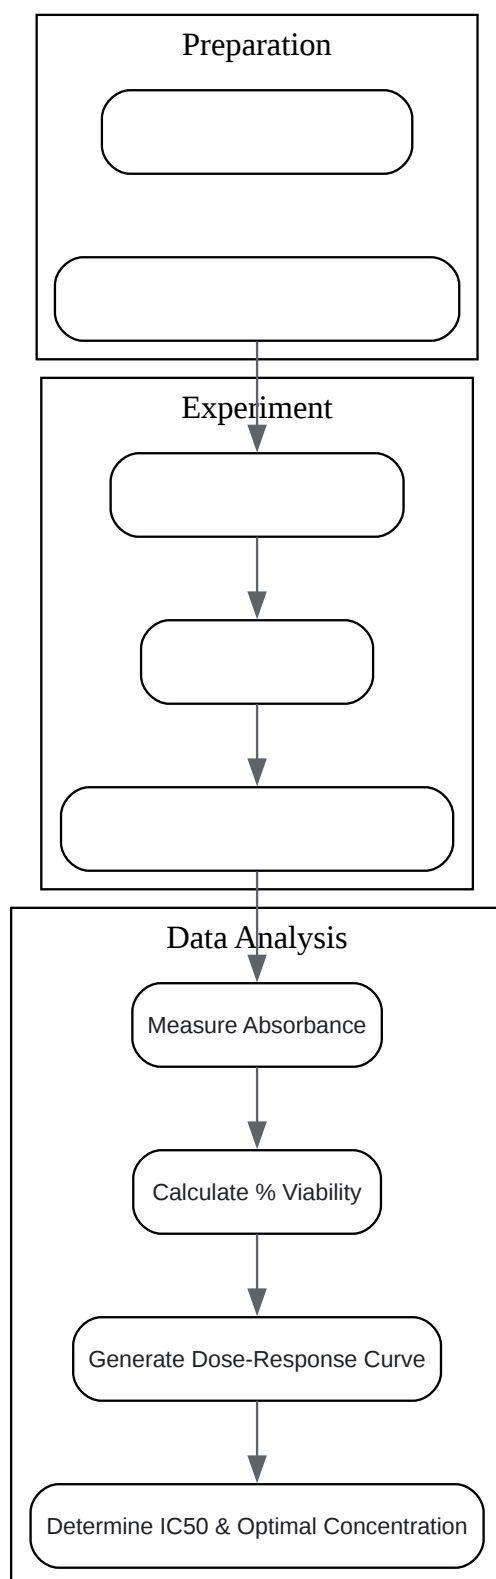 Preparation
Experiment
Data Analysis
Measure Absorbance
Calculate % Viability
Generate Dose-Response Curve
Determine IC50 & Optimal Concentration